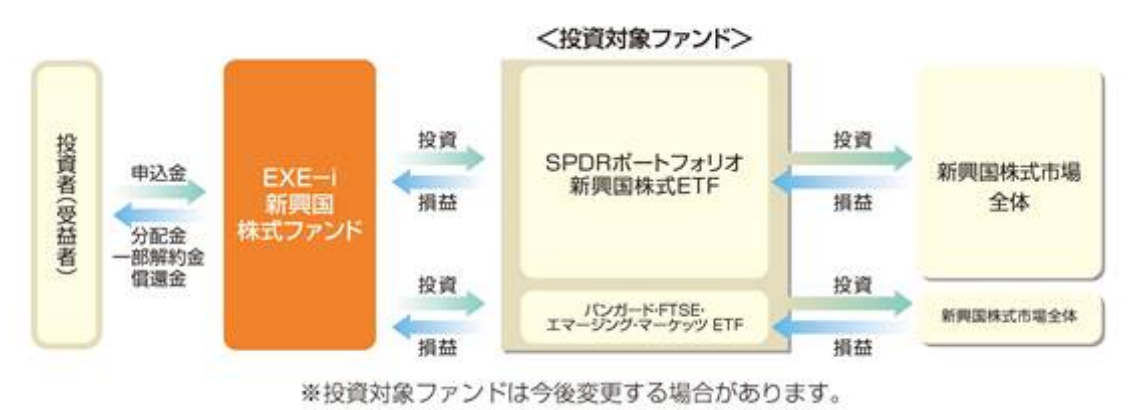 ＜投資対象ファンド＞
投資者(受益者)
申込金
分配金
一部解約金
償還金
EXE－i
新興国
株式ファンド
投資
損益
投資
損益
SPDRポートフォリオ
新興国株式ETF
バンガード・FTSE・
エマージング・マーケッツ ETF
投資
損益
投資
損益
新興国株式市場
全体
新興国株式市場全体
※投資対象ファンドは今後変更する場合があります。